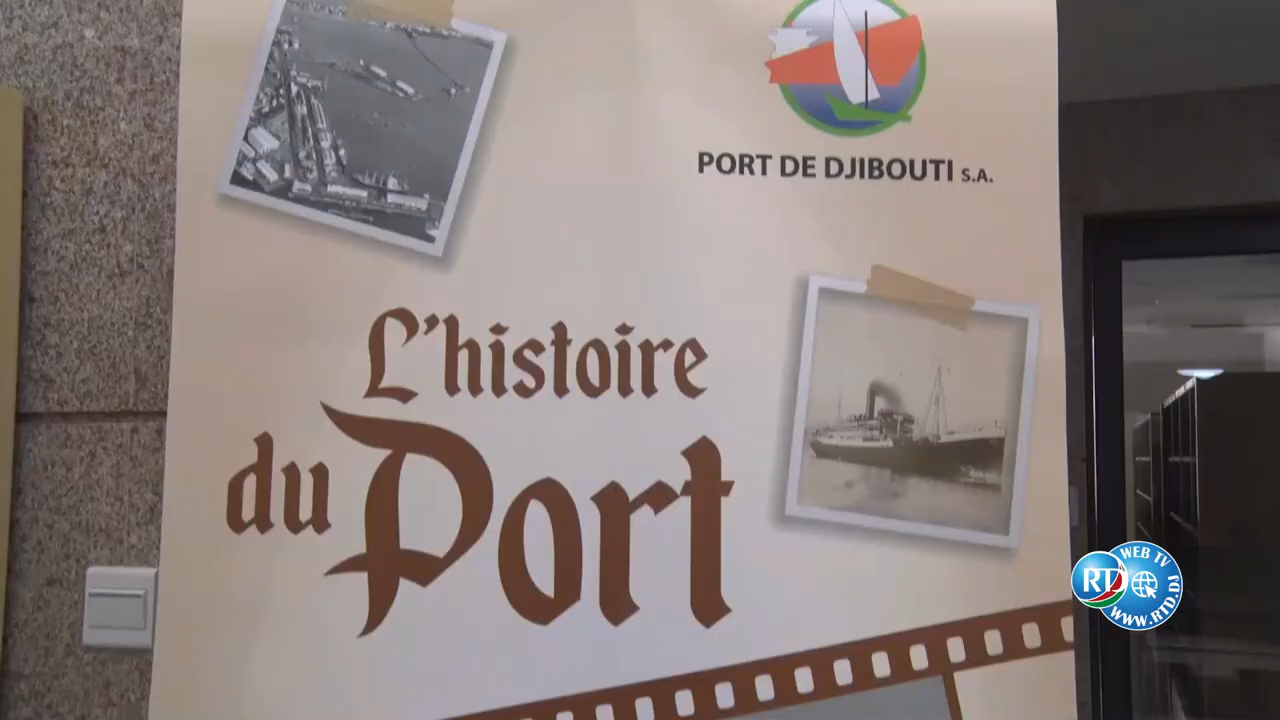 PORT DE DJIBOUTI S.A.
L'histoire
du Port
RTD
WEB TV
WWW.RTD.DJ